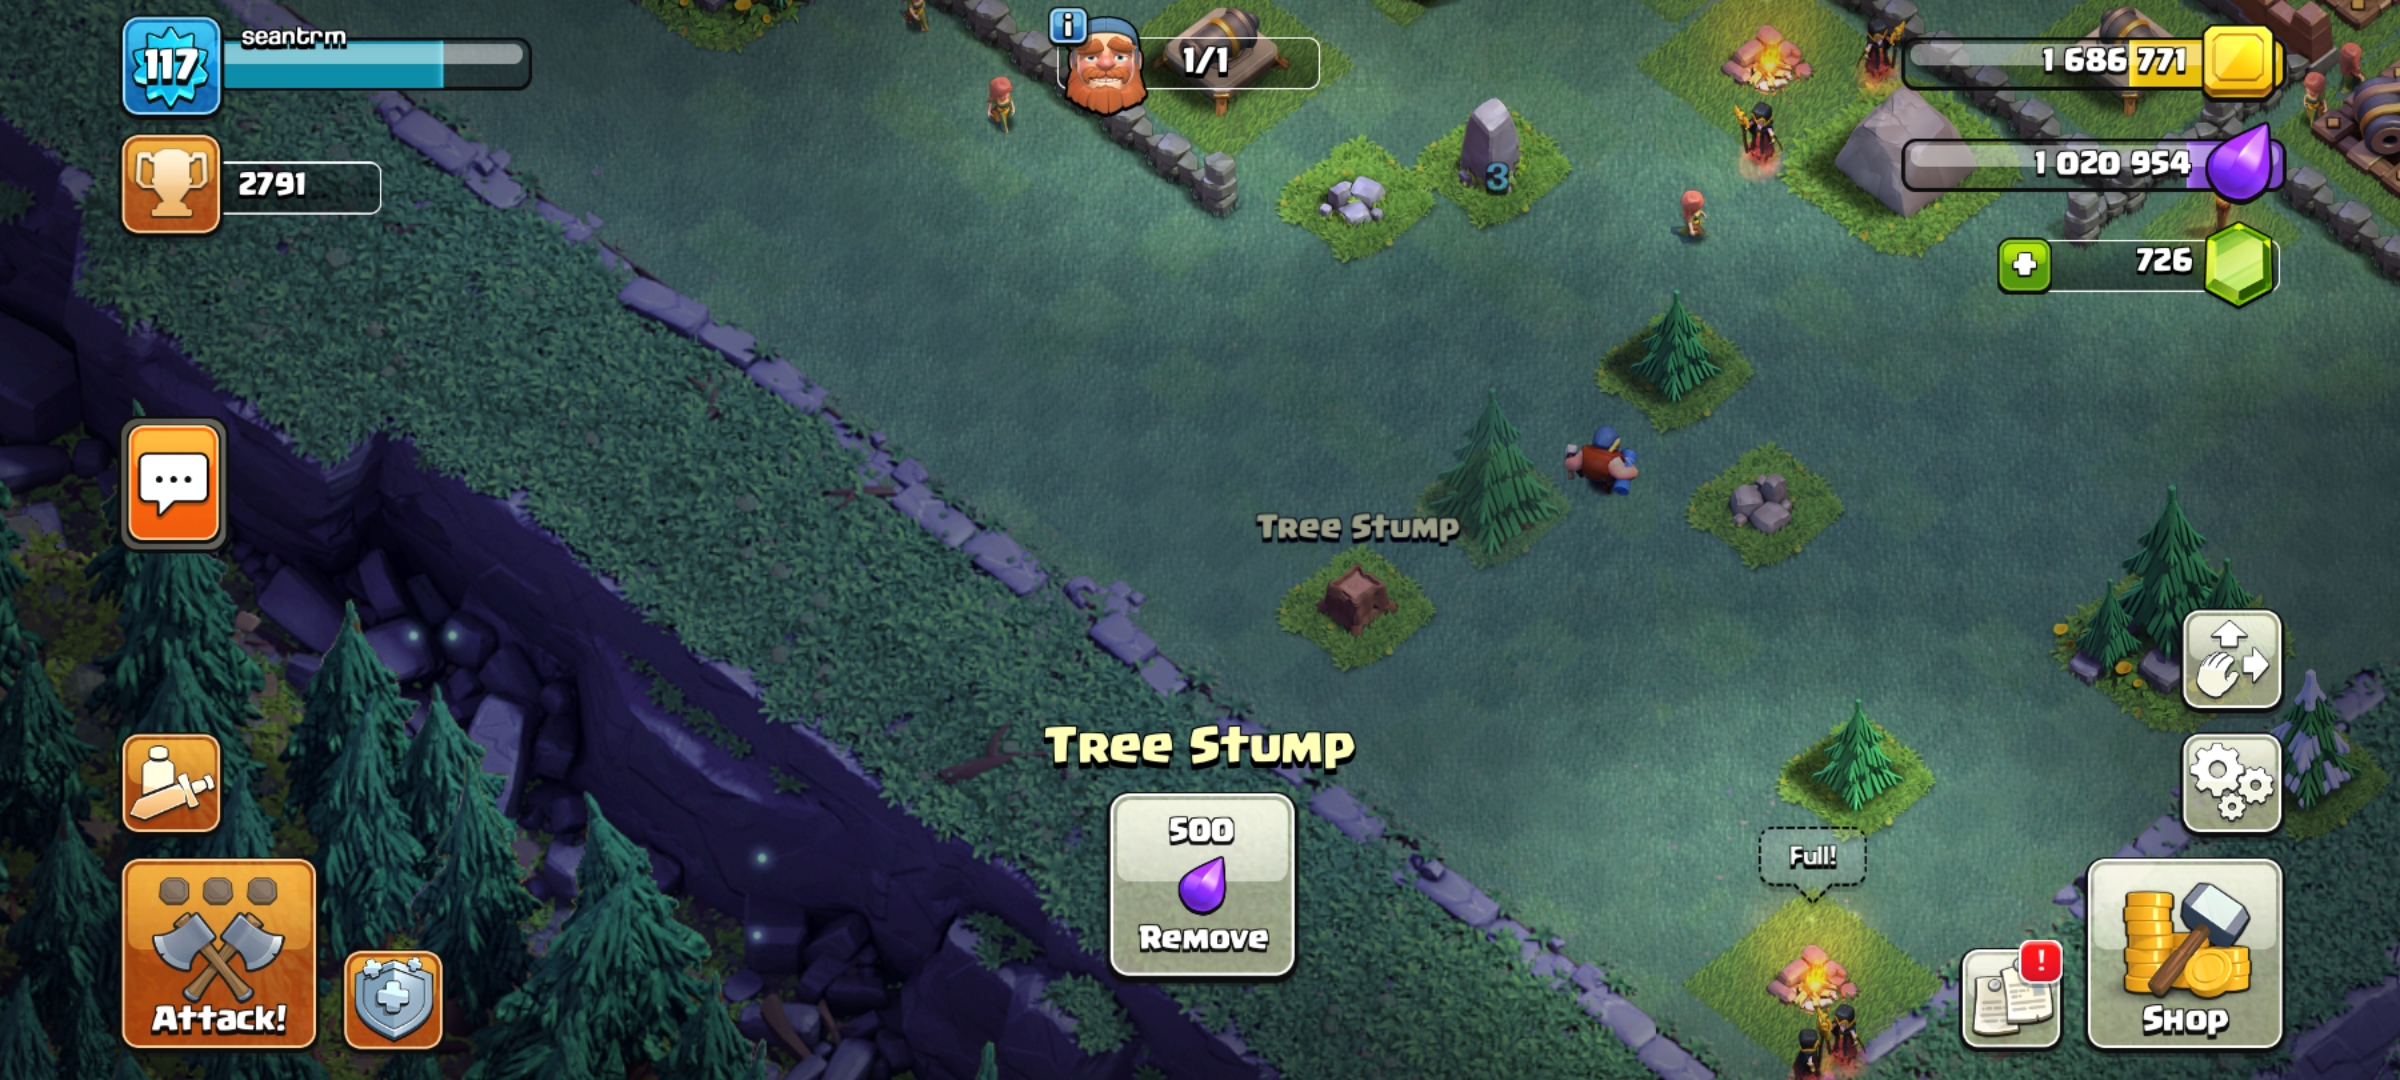 117
seantrm
i
1/1
1 686 771
2791
3
1 020 954
726
Tree Stump
Tree Stump
500
Remove
Full!
!
Attack!
Shop